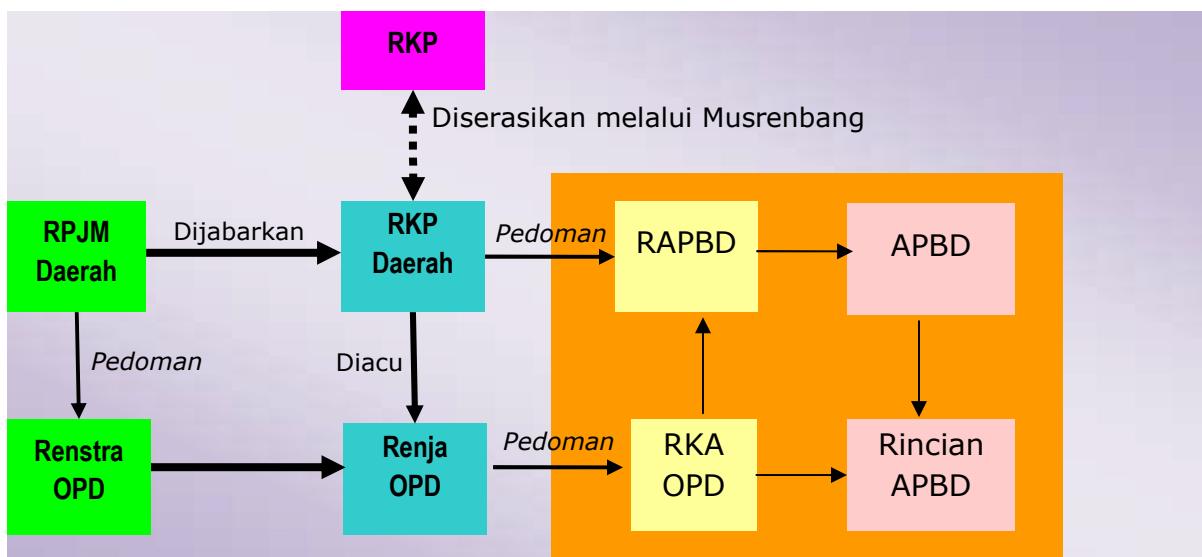 RKP
Diserasikan melalui Musrenbang
RPJM
Daerah
Dijabarkan
RKP
Daerah
Pedoman
RAPBD
APBD
Pedoman
Diacu
Renstra
OPD
Renja
OPD
Pedoman
RKA
OPD
Rincian
APBD